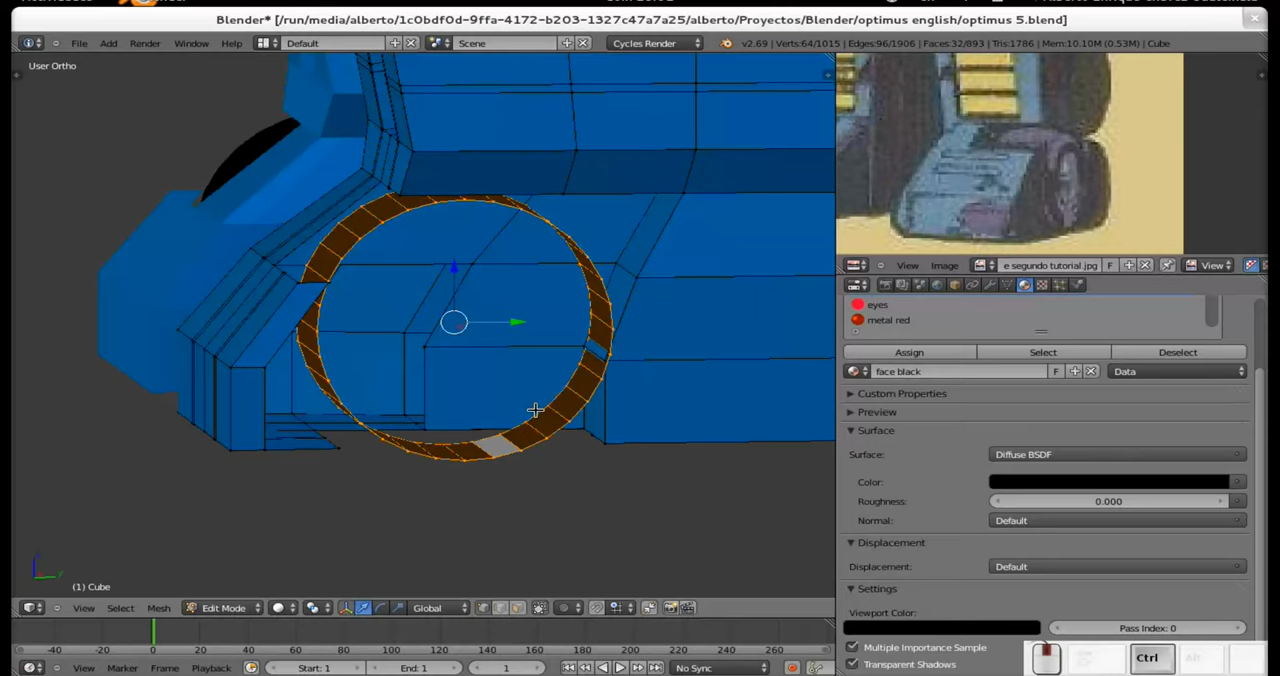 Blender* [/run/media/alberto/1c0bdf0d-9ffa-4172-b203-1327c47a7a25/alberto/Proyectos/Blender/optimus english/optimus 5.blend]
File Add Render Window Help Default Scene Cycles Render v2.69 | Verts:64/1015 | Edges:96/1906 | Faces:32/893 | Tris:1786 | Mem:10,10M (0.53M) | Cube
User Ortho
View Image e segundo tutorial.jpg F View
eyes
metal red
Assign Select Deselect
face black F Data
Custom Properties
Preview
Surface
Surface: Diffuse BSDF
Color:
Roughness: 0.000
Normal: Default
Displacement
Displacement: Default
Settings
Viewport Color:
Pass Index: 0
Multiple Importance Sample
Transparent Shadows
Ctrl Alt
(1) Cube
View Select Mesh Edit Mode Global
-40 -20 0 20 40 60 80 100 120 140 160 180 200 220 240 260
View Marker Frame Playback Start: 1 End: 1 1 No Sync